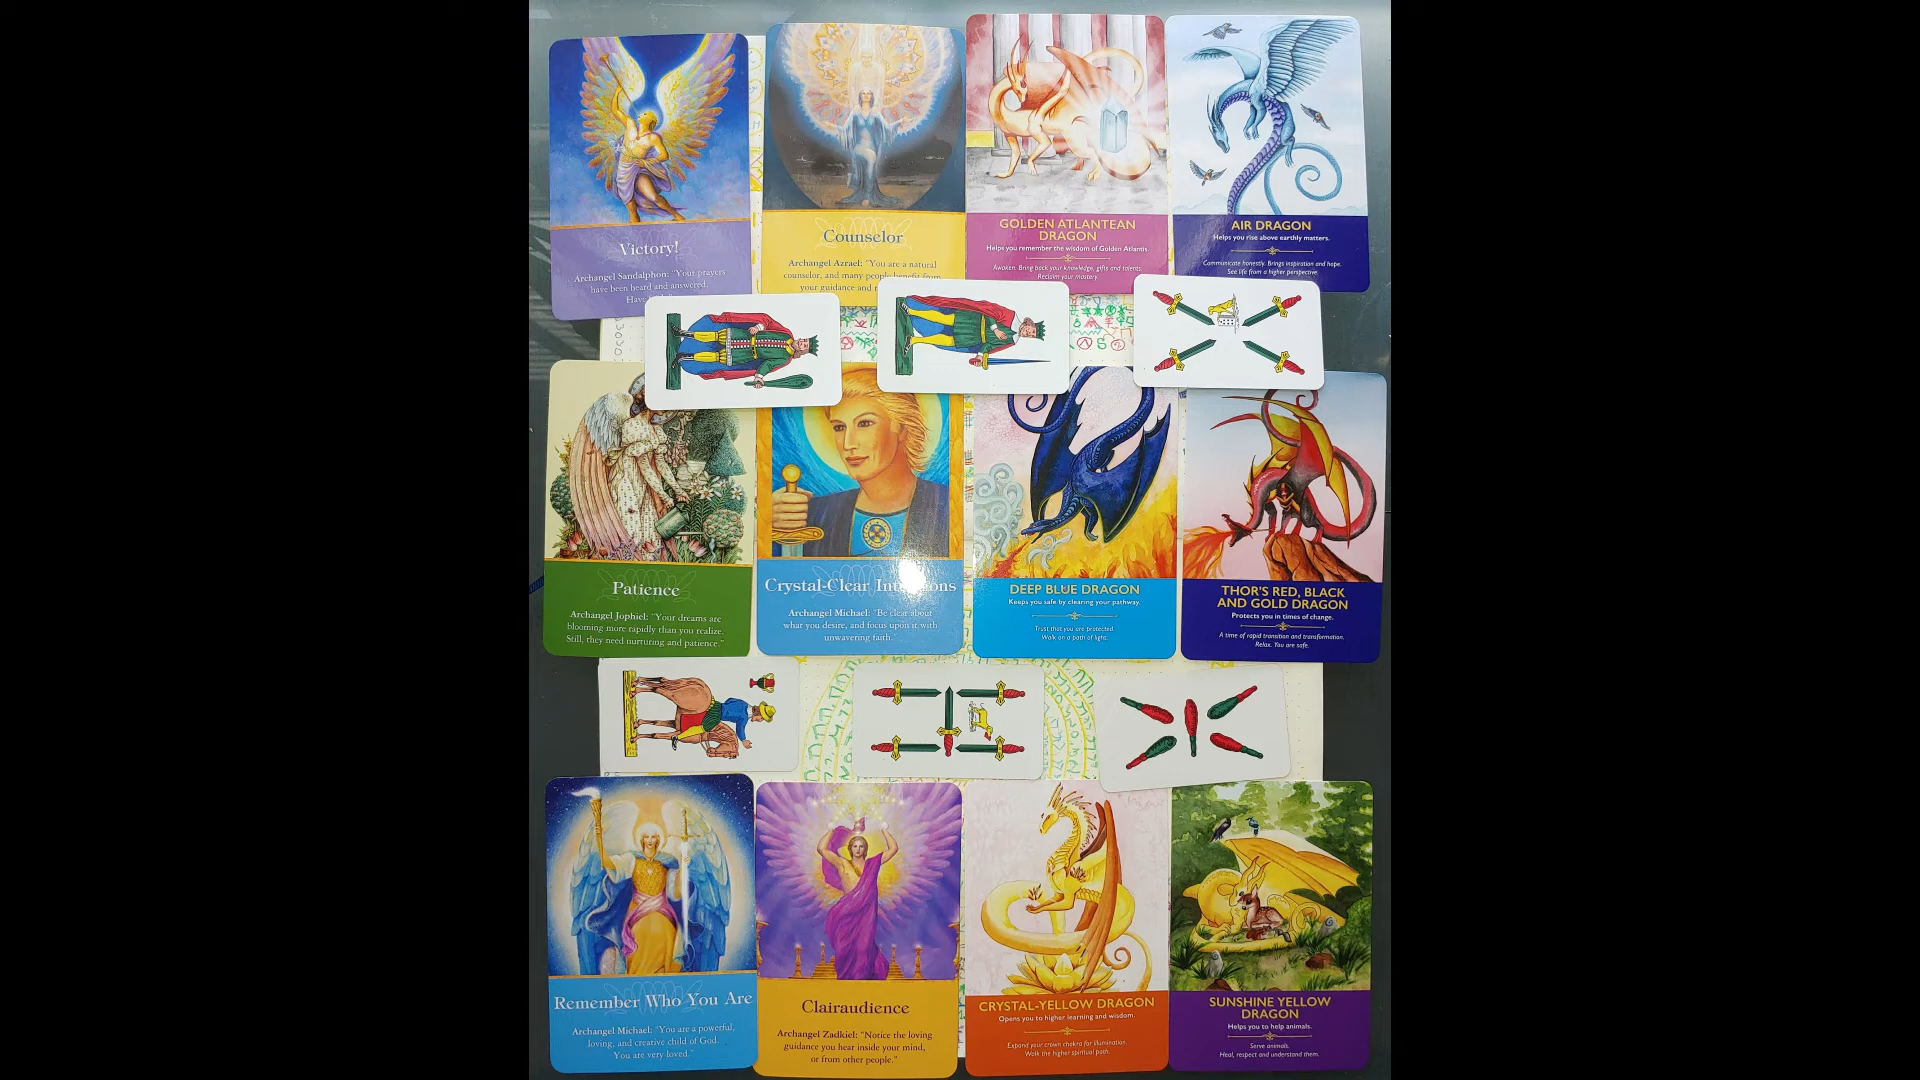 Victory!
Archangel Sandalphon: "Your prayers
have been heard and answered.
Counselor
Archangel Azrael: "You are a natural
counselor, and many people benefit from
your guidance and
GOLDEN ATLANTEAN
DRAGON
Helps you remember the wisdom of Golden Atlantis.
Awaken. Bring back your knowledge, gifts and talents.
Reclaim your mastery.
AIR DRAGON
Helps you rise above earthly matters.
Communicate honestly. Brings inspiration and hope.
See life from a higher perspective.
Patience
Archangel Jophiel: "Your dreams are
blooming more rapidly than you realize.
Still, they need nurturing and patience."
Crystal-Clear
Archangel Michael: "Be clear about
what you desire, and focus upon it with
unwavering faith."
DEEP BLUE DRAGON
Keeps you safe by clearing your pathway.
Trust that you are protected.
Walk on a path of light.
THOR'S RED, BLACK
AND GOLD DRAGON
Protects you in times of change.
A time of rapid transition and transformation.
Relax. You are safe.
Remember Who You Are
Archangel Michael: "You are a powerful,
loving, and creative child of God.
You are very loved."
Clairaudience
Archangel Zadkiel: "Notice the loving
guidance you hear inside your mind,
or from other people."
CRYSTAL-YELLOW DRAGON
Opens you to higher learning and wisdom.
Expand your crown chakra for illumination.
Walk the higher spiritual path.
SUNSHINE YELLOW
DRAGON
Helps you to help animals.
Serve animals.
Heal, respect and understand them.